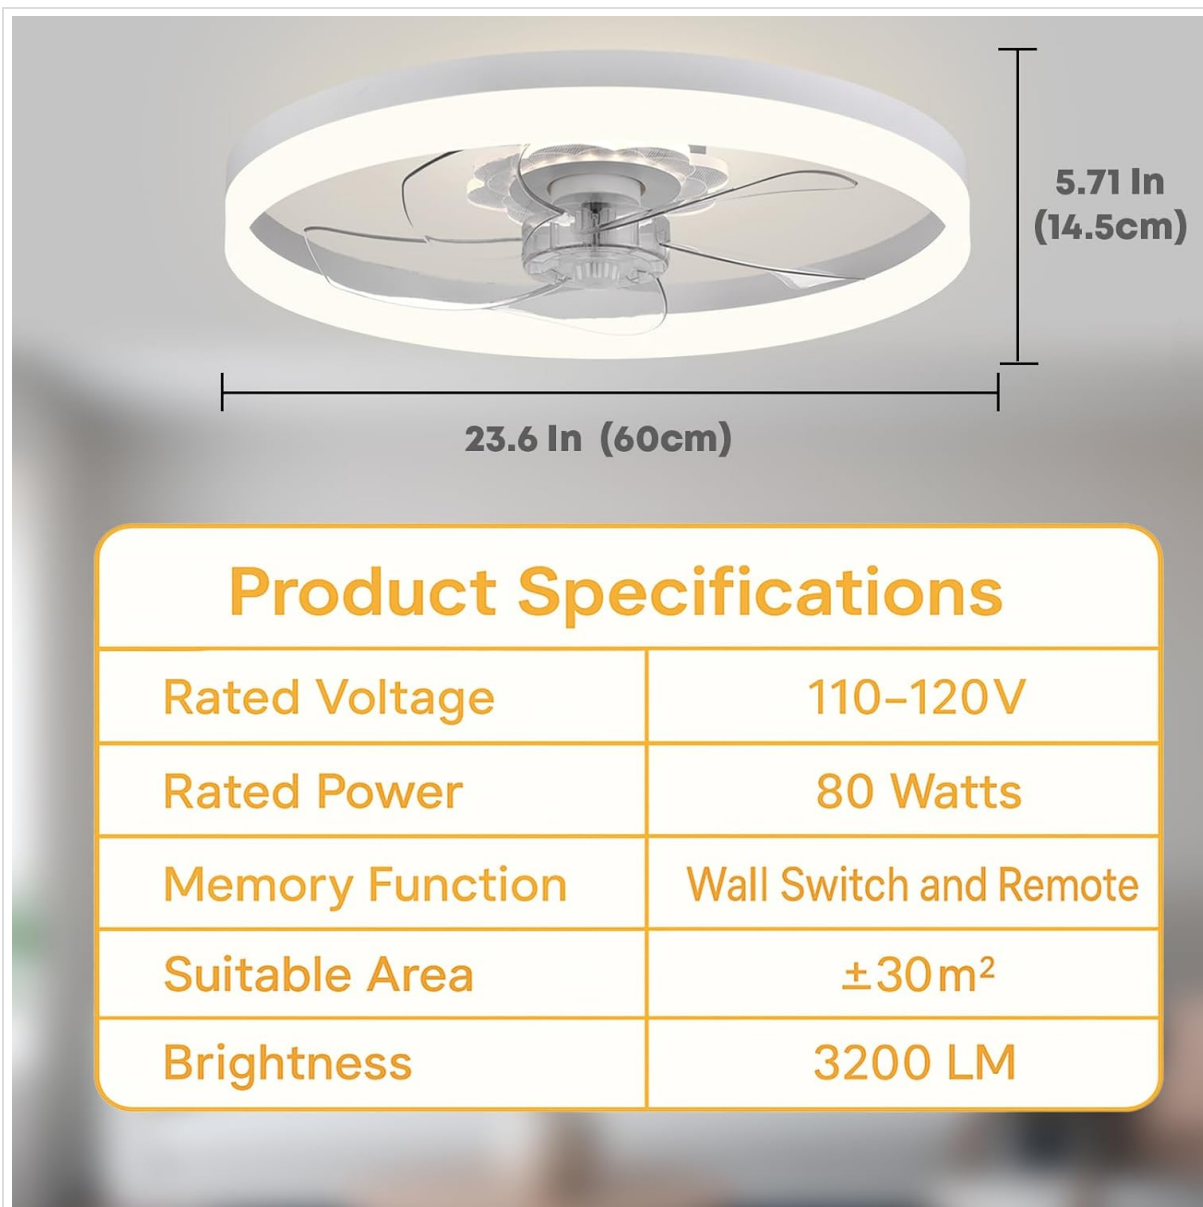 5.71 In
(14.5cm)
23.6 In (60cm)
Product Specifications
Rated Voltage 110–120V
Rated Power 80 Watts
Memory Function Wall Switch and Remote
Suitable Area ±30m²
Brightness 3200 LM